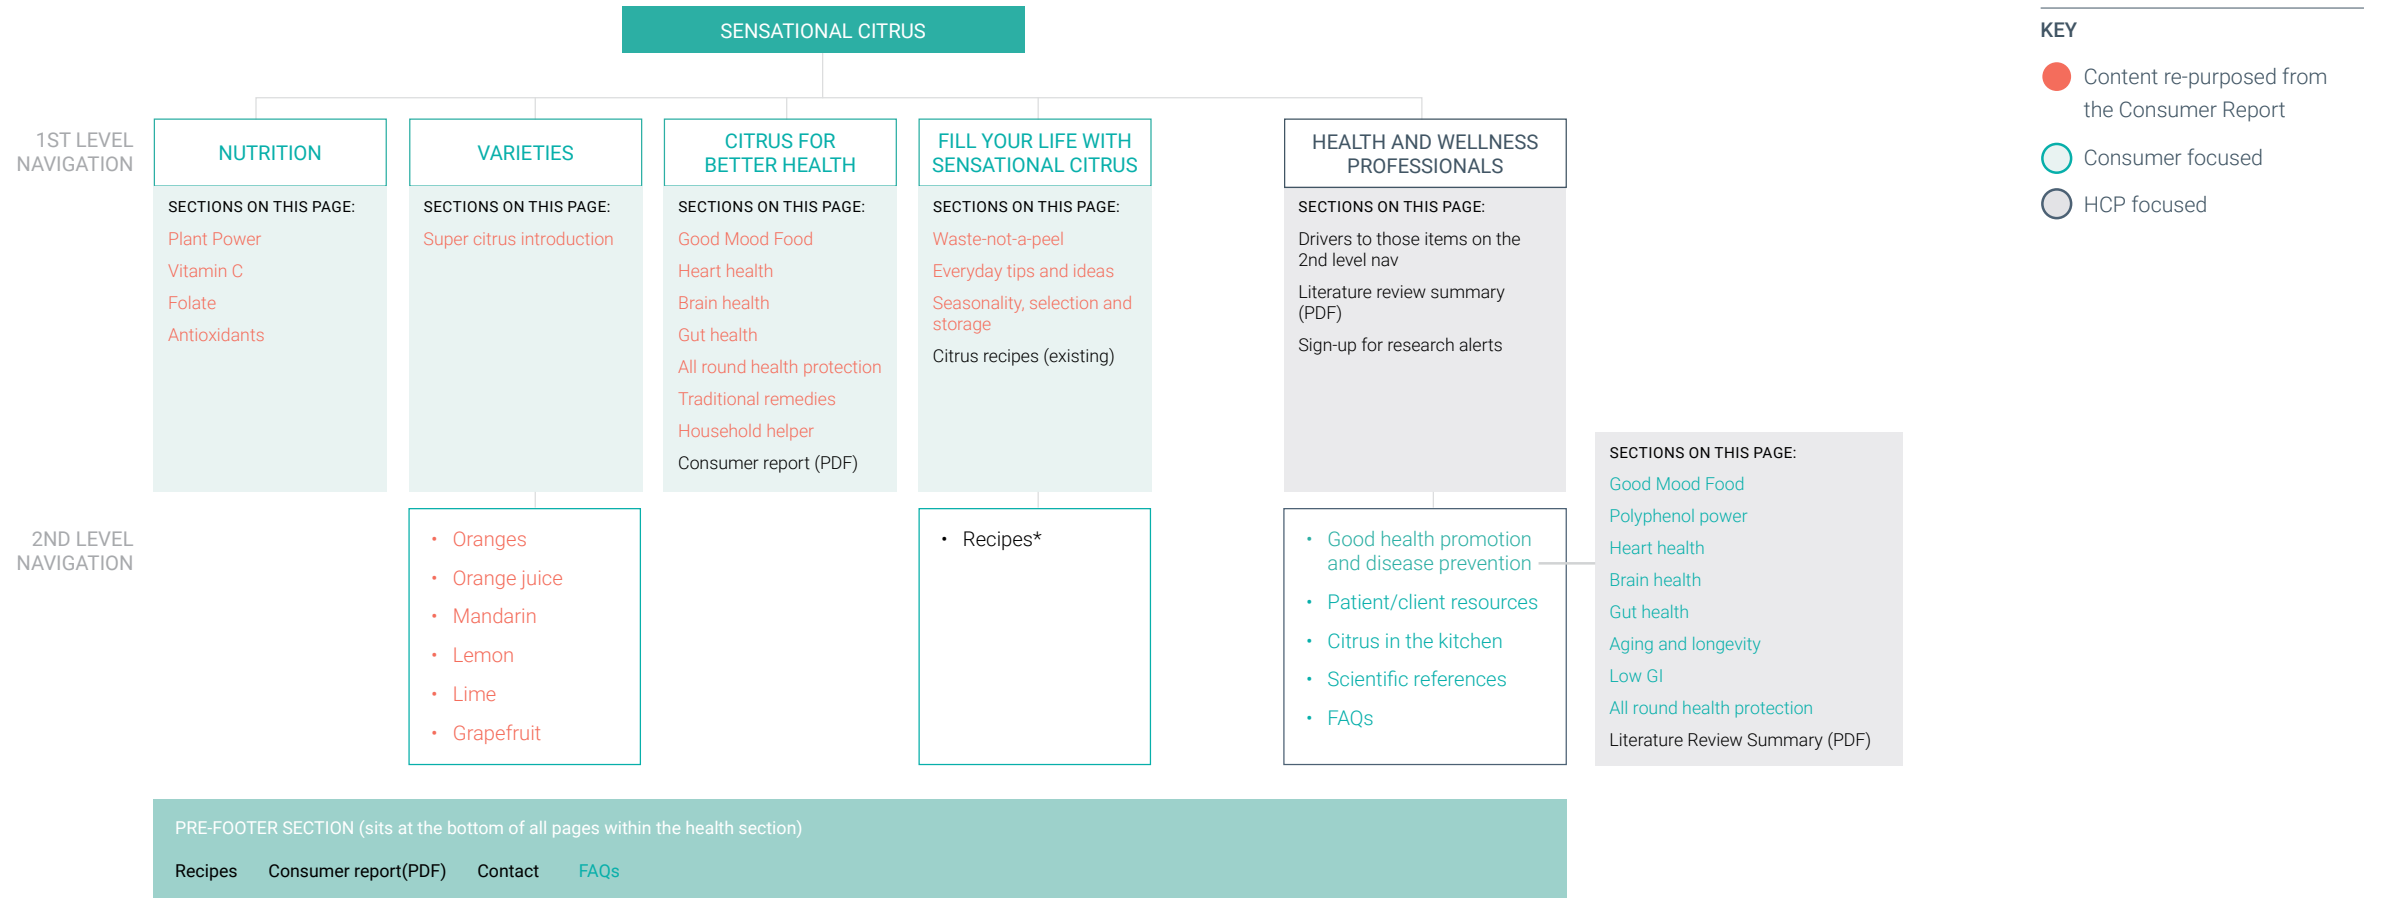 SENSATIONAL CITRUS
KEY
Content re-purposed from
the Consumer Report
Consumer focused
HCP focused
1ST LEVEL
NAVIGATION
NUTRITION
SECTIONS ON THIS PAGE:
Plant Power
Vitamin C
Folate
Antioxidants
VARIETIES
SECTIONS ON THIS PAGE:
Super citrus introduction
CITRUS FOR
BETTER HEALTH
SECTIONS ON THIS PAGE:
Good Mood Food
Heart health
Brain health
Gut health
All round health protection
Traditional remedies
Household helper
Consumer report (PDF)
FILL YOUR LIFE WITH
SENSATIONAL CITRUS
SECTIONS ON THIS PAGE:
Waste-not-a-peel
Everyday tips and ideas
Seasonality, selection and
storage
Citrus recipes (existing)
HEALTH AND WELLNESS
PROFESSIONALS
SECTIONS ON THIS PAGE:
Drivers to those items on the
2nd level nav
Literature review summary
(PDF)
Sign-up for research alerts
2ND LEVEL
NAVIGATION
• Oranges
• Orange juice
• Mandarin
• Lemon
• Lime
• Grapefruit
• Recipes*
• Good health promotion
and disease prevention
• Patient/client resources
• Citrus in the kitchen
• Scientific references
• FAQs
SECTIONS ON THIS PAGE:
Good Mood Food
Polyphenol power
Heart health
Brain health
Gut health
Aging and longevity
Low GI
All round health protection
Literature Review Summary (PDF)
PRE-FOOTER SECTION (sits at the bottom of all pages within the health section)
Recipes Consumer report(PDF) Contact FAQs